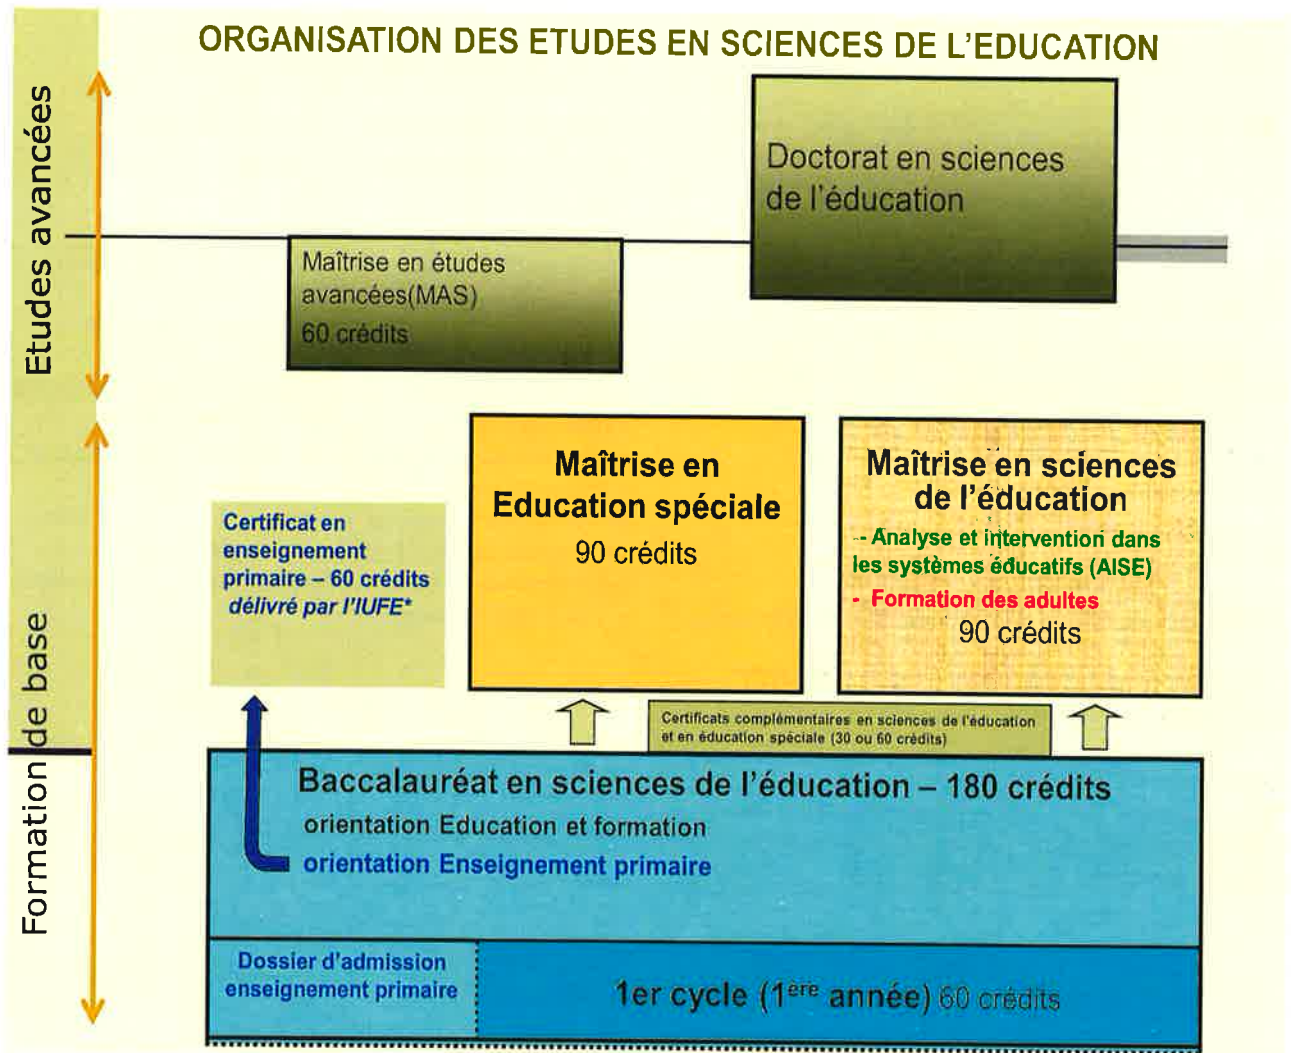 ORGANISATION DES ETUDES EN SCIENCES DE L'EDUCATION
Etudes avancées
Doctorat en sciences
de l'éducation
Maîtrise en études
avancées(MAS)
60 crédits
Formation de base
Certificat en
enseignement
primaire – 60 crédits
délivré par l'IUFE*
Maîtrise en
Education spéciale
90 crédits
Maîtrise en sciences
de l'éducation
- Analyse et intervention dans
les systèmes éducatifs (AISE)
- Formation des adultes
90 crédits
Certificats complémentaires en sciences de l'éducation
et en éducation spéciale (30 ou 60 crédits)
Baccalauréat en sciences de l'éducation – 180 crédits
orientation Education et formation
orientation Enseignement primaire
Dossier d'admission
enseignement primaire
1er cycle (1ère année) 60 crédits